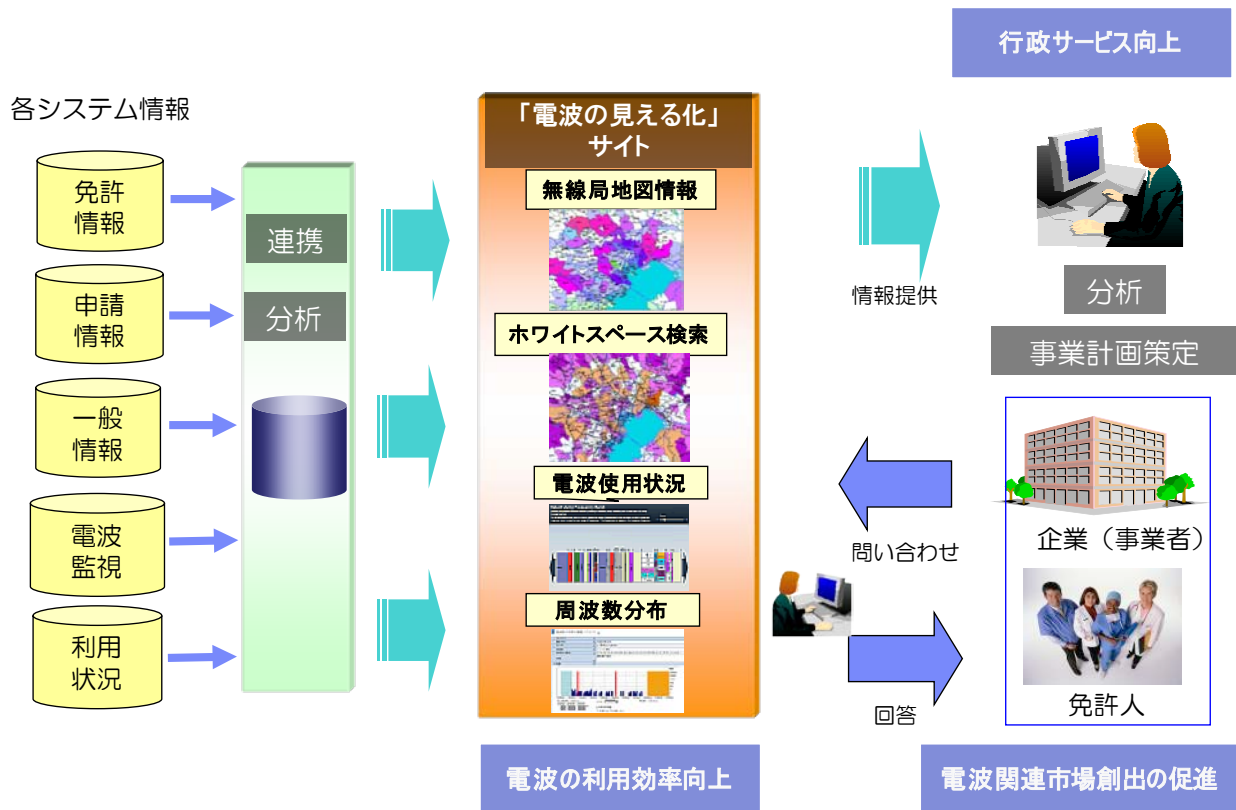 行政サービス向上
各システム情報
免許
情報
申請
情報
一般
情報
電波
監視
利用
状況
連携
分析
「電波の見える化」
サイト
無線局地図情報
ホワイトスペース検索
電波使用状況
周波数分布
情報提供
分析
事業計画策定
問い合わせ
企業（事業者）
回答
免許人
電波の利用効率向上
電波関連市場創出の促進